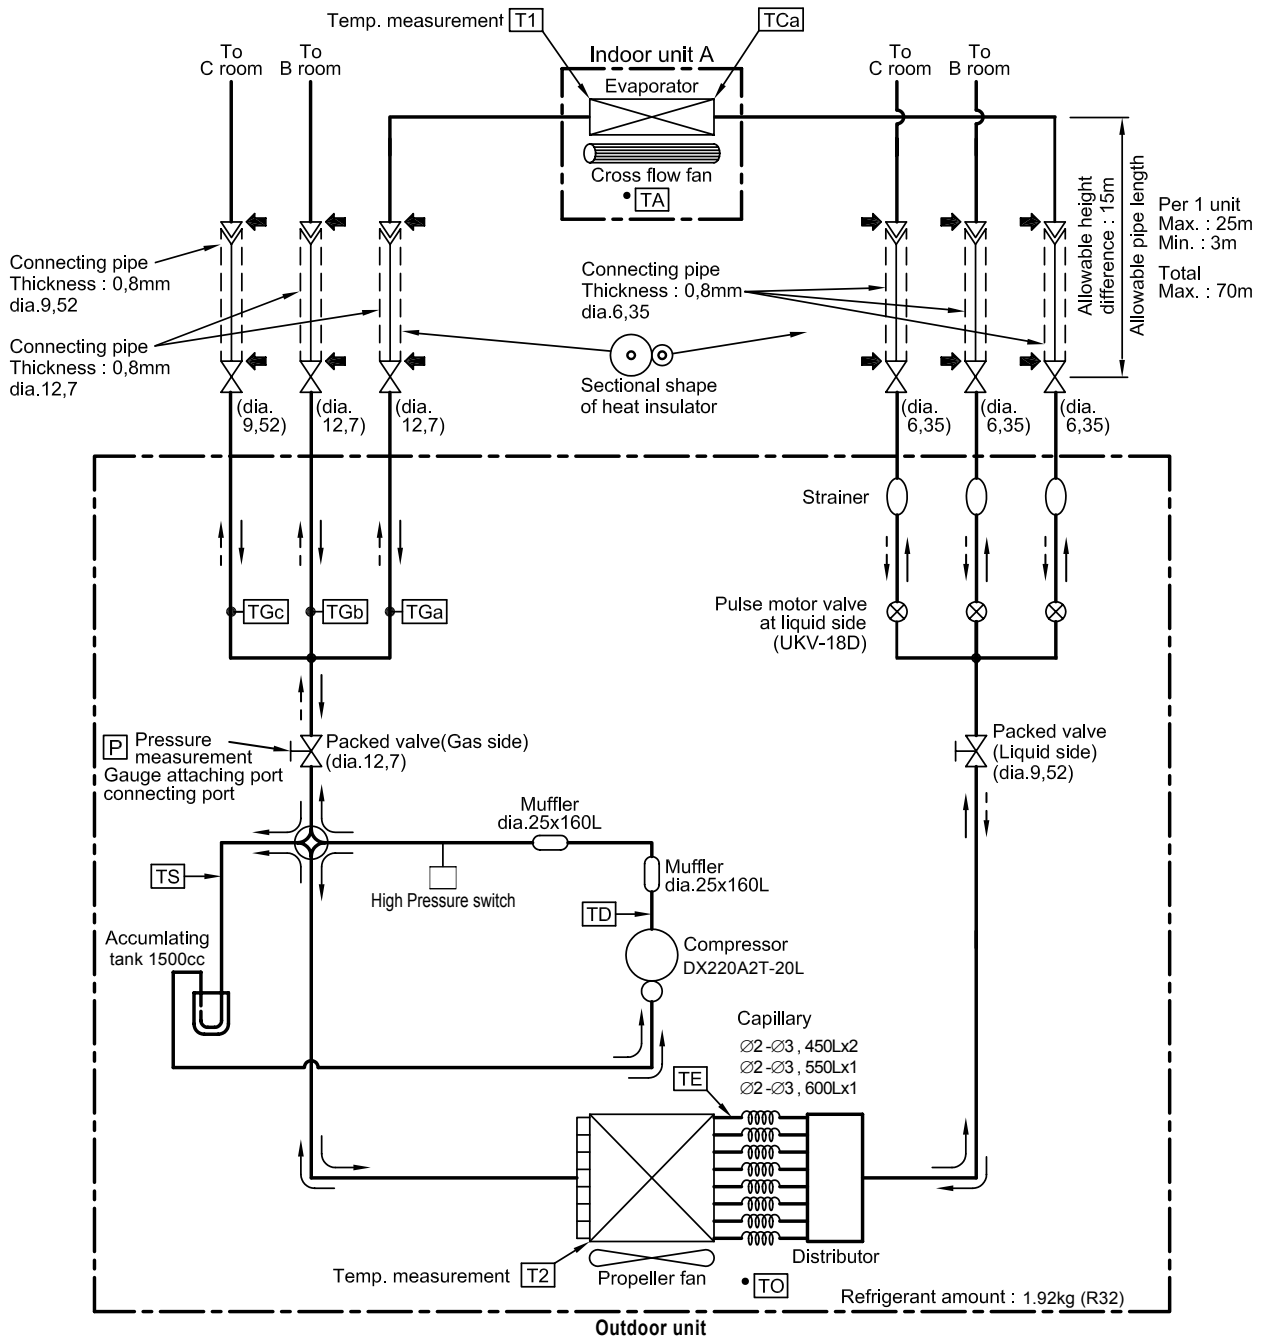 Temp. measurement T1
TCa
To
C room
To
B room
Indoor unit A
Evaporator
Cross flow fan
TA
To
C room
To
B room
Allowable height
difference : 15m
Allowable pipe length
Per 1 unit
Max. : 25m
Min. : 3m
Total
Max. : 70m
Connecting pipe
Thickness : 0,8mm
dia.9,52
Connecting pipe
Thickness : 0,8mm
dia.12,7
Connecting pipe
Thickness : 0,8mm
dia.6,35
Sectional shape
of heat insulator
(dia.
9,52)
(dia.
12,7)
(dia.
12,7)
(dia.
6,35)
(dia.
6,35)
(dia.
6,35)
Strainer
TGc
TGb
TGa
Pulse motor valve
at liquid side
(UKV-18D)
P Pressure
measurement
Gauge attaching port
connecting port
Packed valve(Gas side)
(dia.12,7)
Packed valve
(Liquid side)
(dia.9,52)
Muffler
dia.25x160L
Muffler
dia.25x160L
TS
High Pressure switch
TD
Accumlating
tank 1500cc
Compressor
DX220A2T-20L
Capillary
∅2 -∅3 , 450Lx2
∅2 -∅3 , 550Lx1
∅2 -∅3 , 600Lx1
TE
Distributor
Temp. measurement T2
Propeller fan
TO
Refrigerant amount : 1.92kg (R32)
Outdoor unit